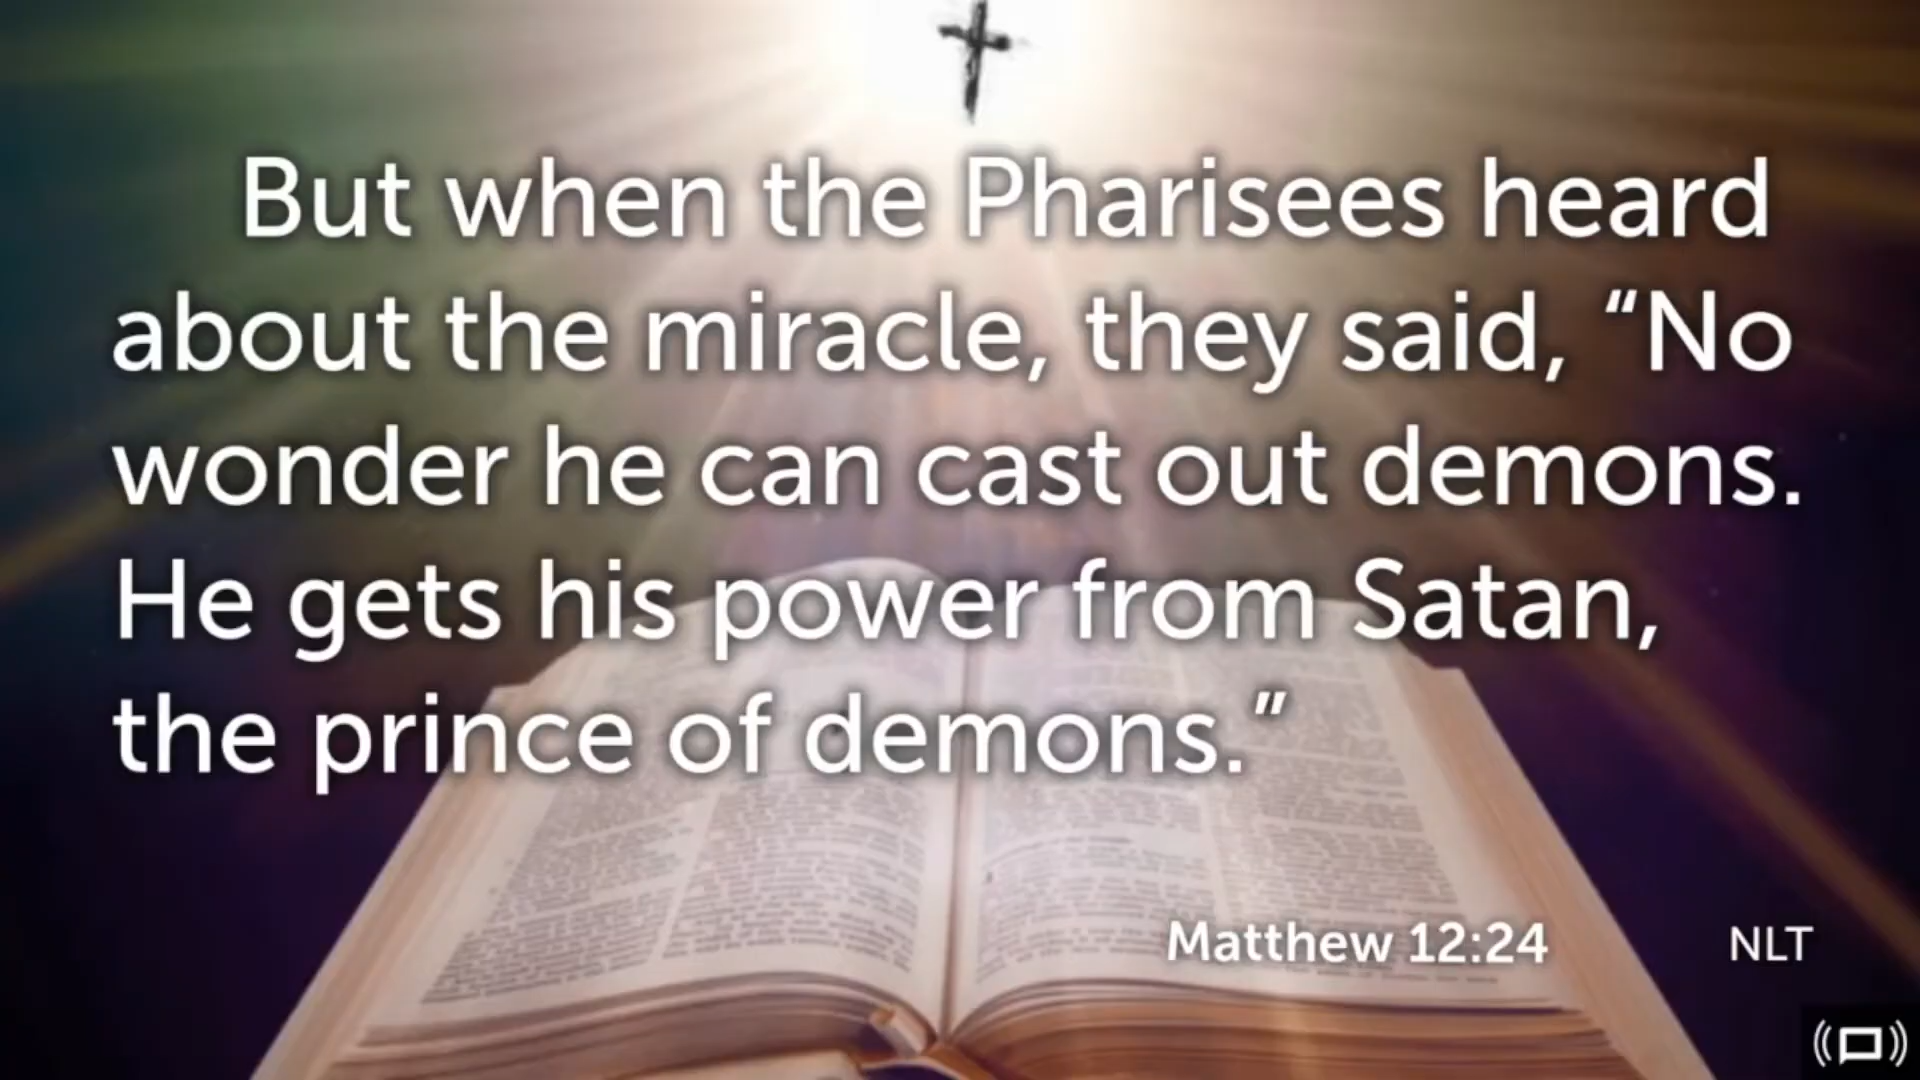 But when the Pharisees heard
about the miracle, they said, “No
wonder he can cast out demons.
He gets his power from Satan,
the prince of demons.”
Matthew 12:24 NLT